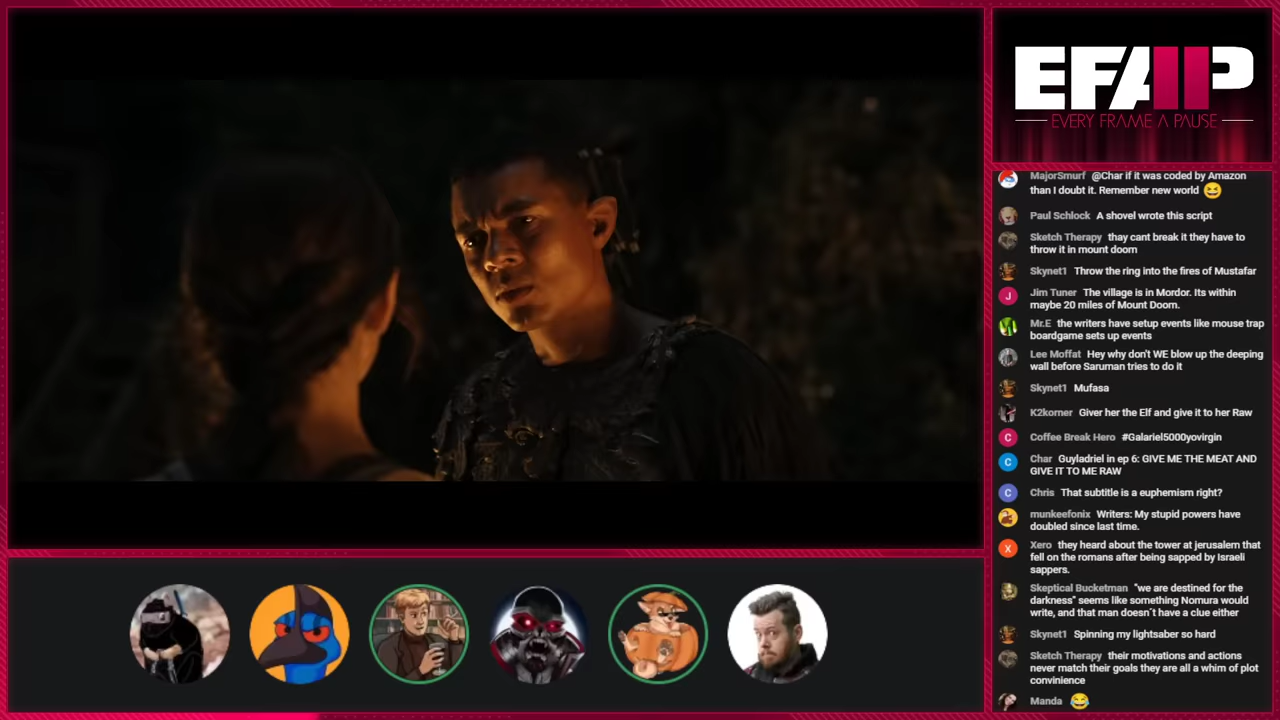 EFAP
EVERY FRAME A PAUSE
MajorSmurf @Char if it was coded by Amazon
than I doubt it. Remember new world
Paul Schlock A shovel wrote this script
Sketch Therapy thay cant break it they have to
throw it in mount doom
Skynet1 Throw the ring into the fires of Mustafar
J
Jim Tuner The village is in Mordor. Its within
maybe 20 miles of Mount Doom.
Mr.E the writers have setup events like mouse trap
boardgame sets up events
Lee Moffat Hey why don't WE blow up the deeping
wall before Saruman tries to do it
Skynet1 Mufasa
K2korner Giver her the Elf and give it to her Raw
C
Coffee Break Hero #Galariel5000yovirgin
C
Char Guyladriel in ep 6: GIVE ME THE MEAT AND
GIVE IT TO ME RAW
C
Chris That subtitle is a euphemism right?
munkeefonix Writers: My stupid powers have
doubled since last time.
X
Xero they heard about the tower at jerusalem that
fell on the romans after being sapped by Israeli
sappers.
Skeptical Bucketman "we are destined for the
darkness" seems like something Nomura would
write, and that man doesn´t have a clue either
Skynet1 Spinning my lightsaber so hard
Sketch Therapy their motivations and actions
never match their goals they are all a whim of plot
convinience
Manda